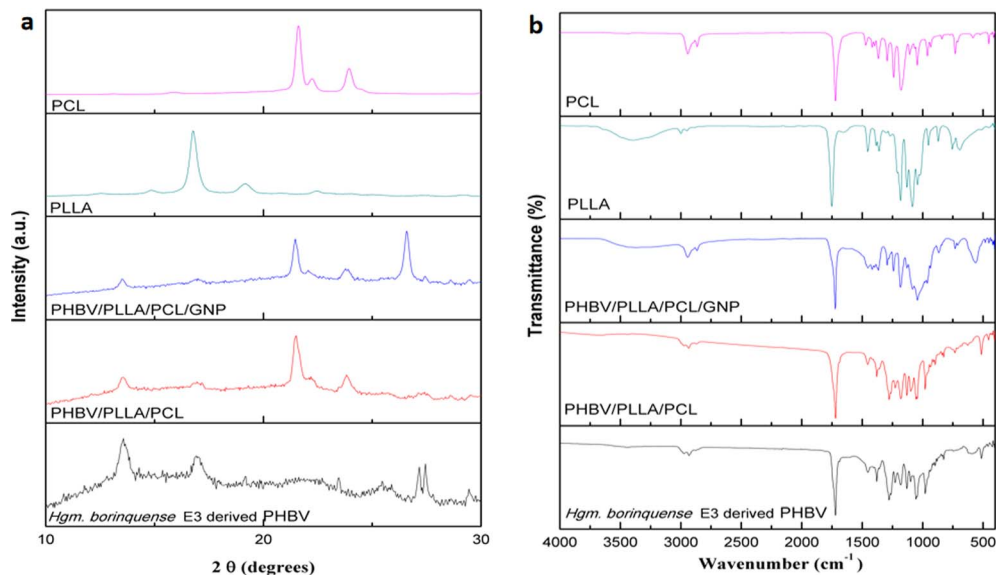 a
Intensity (a.u.)
PCL
PLLA
PHBV/PLLA/PCL/GNP
PHBV/PLLA/PCL
Hgm. borinquense E3 derived PHBV
10 20 30
2 θ (degrees)
b
Transmittance (%)
PCL
PLLA
PHBV/PLLA/PCL/GNP
PHBV/PLLA/PCL
Hgm. borinquense E3 derived PHBV
4000 3500 3000 2500 2000 1500 1000 500
Wavenumber (cm⁻¹)